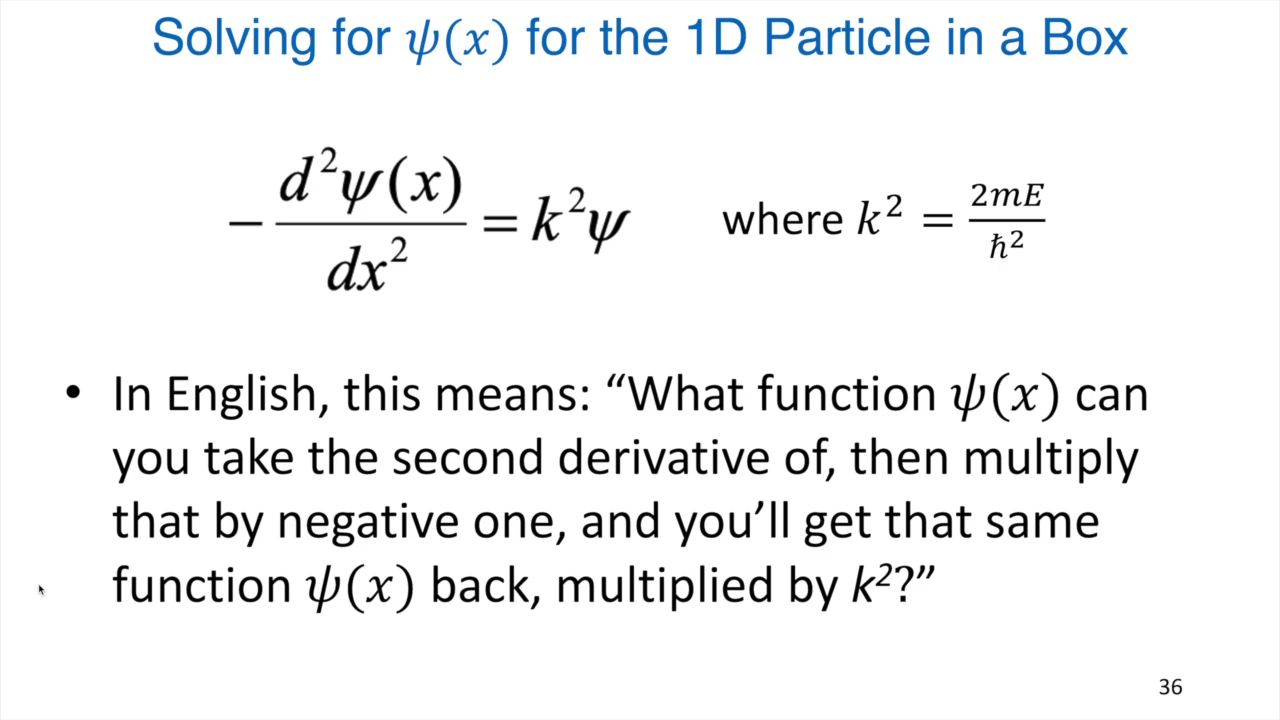 Solving for ψ(x) for the 1D Particle in a Box
−d²ψ(x)/dx² = k²ψ where k² = 2mE/ħ²
• In English, this means: “What function ψ(x) can
you take the second derivative of, then multiply
that by negative one, and you’ll get that same
function ψ(x) back, multiplied by k²?”
36